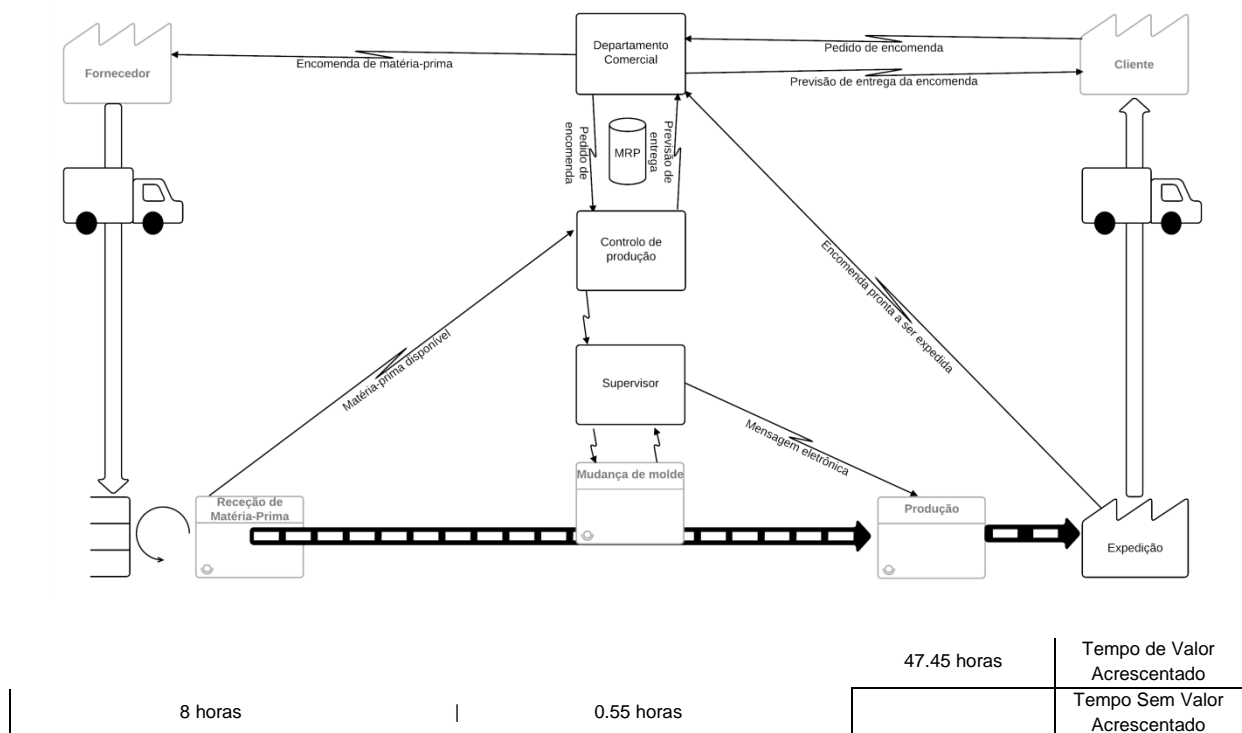 Departamento
Comercial
Fornecedor
Encomenda de matéria-prima
Pedido de encomenda
Previsão de entrega da encomenda
Cliente
Pedido de
encomenda
MRP
Previsão de
entrega
Controlo de
produção
Matéria-prima disponível
Encomenda pronta a ser expedida
Supervisor
Mensagem eletrônica
Mudança de molde
Receção de
Matéria-Prima
Produção
Expedição
47.45 horas
Tempo de Valor
Acrescentado
8 horas
|
0.55 horas
Tempo Sem Valor
Acrescentado